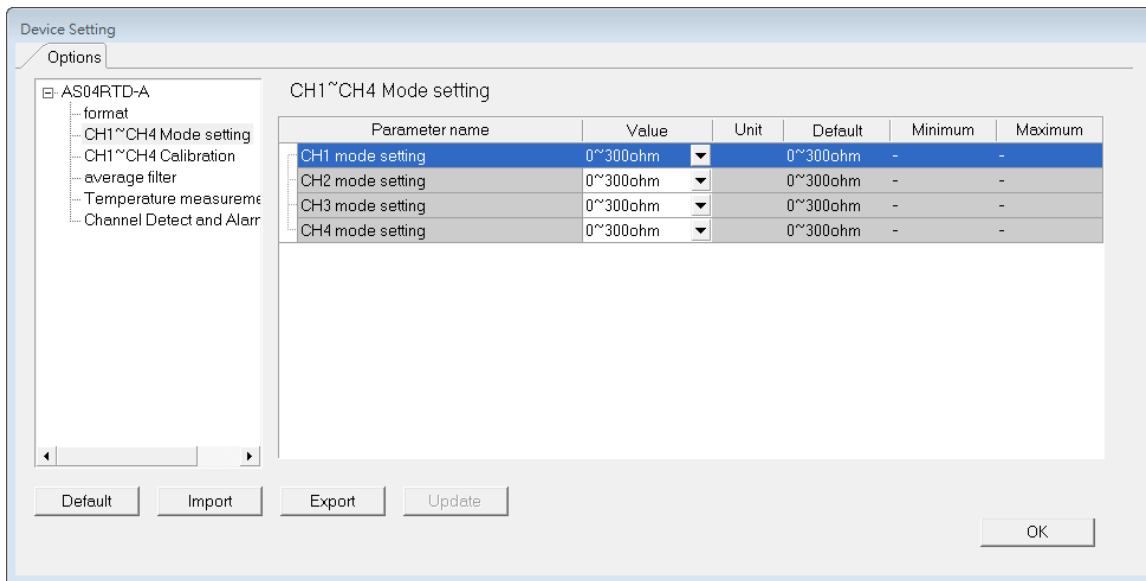 Device Setting
Options
AS04RTD-A
format
CH1~CH4 Mode setting
CH1~CH4 Calibration
average filter
Temperature measureme
Channel Detect and Alarr
CH1~CH4 Mode setting
Parameter name Value Unit Default Minimum Maximum
CH1 mode setting 0~300ohm 0~300ohm - -
CH2 mode setting 0~300ohm 0~300ohm - -
CH3 mode setting 0~300ohm 0~300ohm - -
CH4 mode setting 0~300ohm 0~300ohm - -
Default Import Export Update
OK